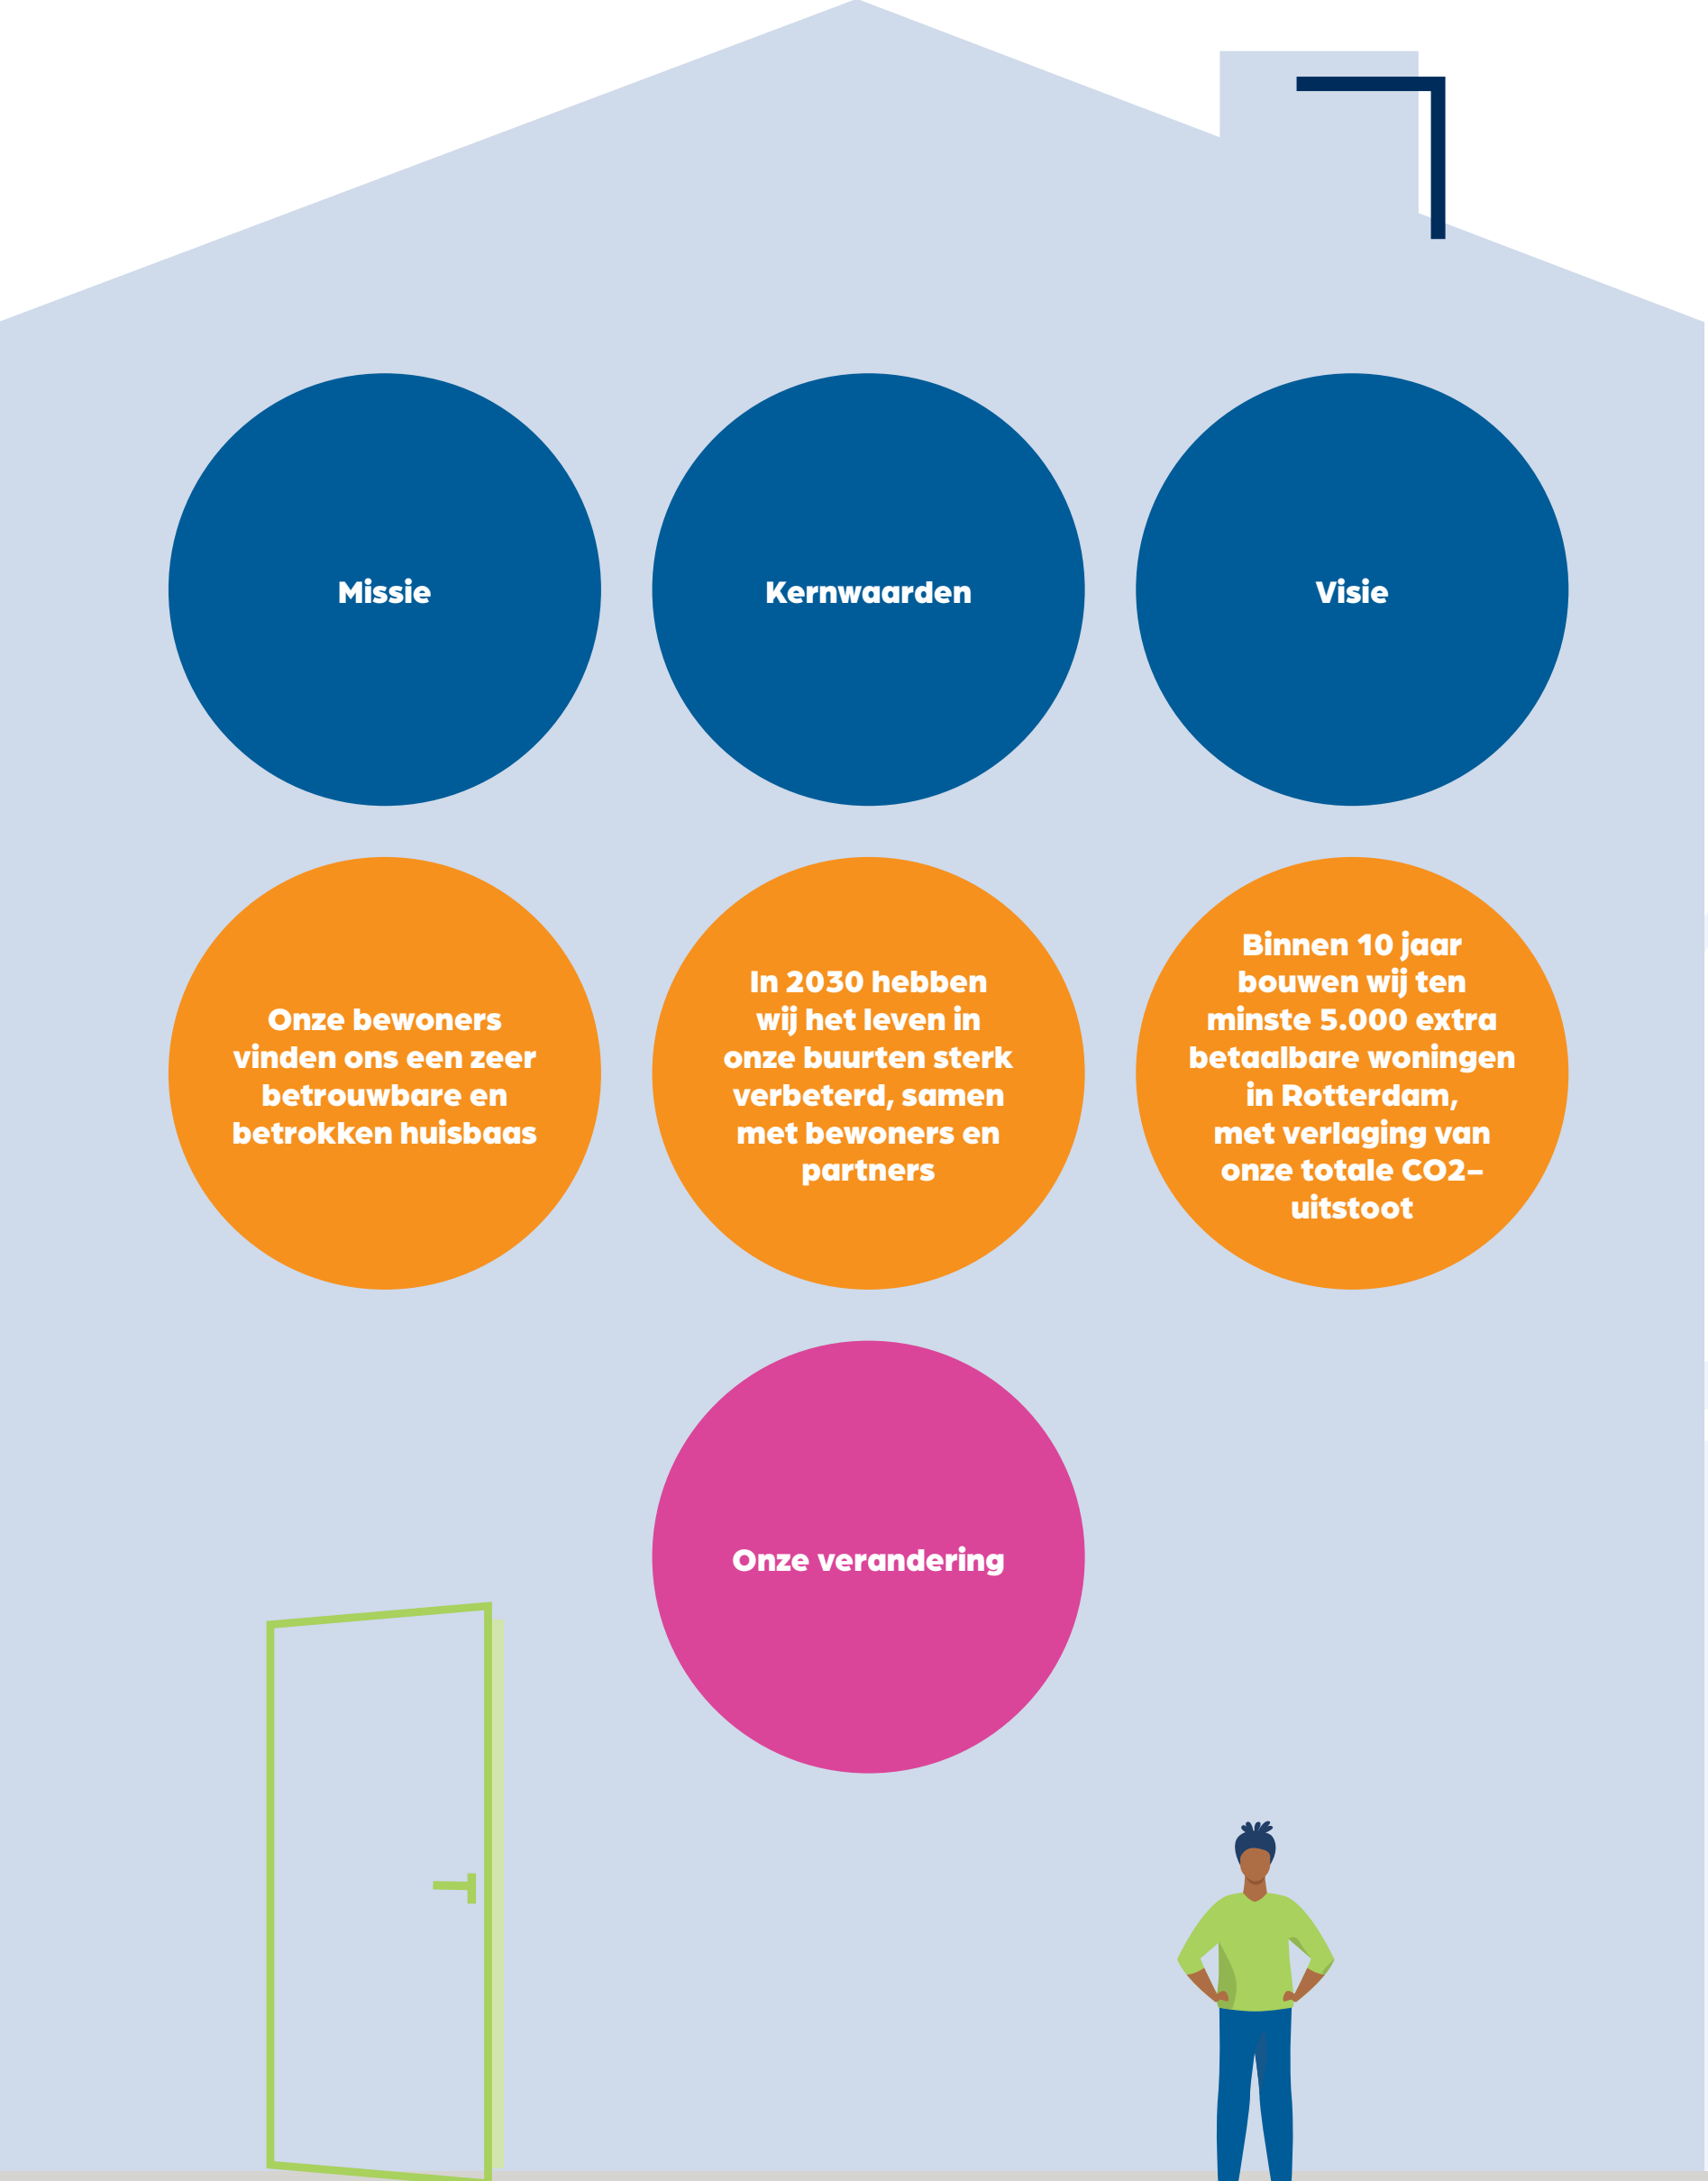 Missie
Kernwaarden
Visie
Onze bewoners
vinden ons een zeer
betrouwbare en
betrokken huisbaas
In 2030 hebben
wij het leven in
onze buurten sterk
verbeterd, samen
met bewoners en
partners
Binnen 10 jaar
bouwen wij ten
minste 5.000 extra
betaalbare woningen
in Rotterdam,
met verlaging van
onze totale CO2–
uitstoot
Onze verandering